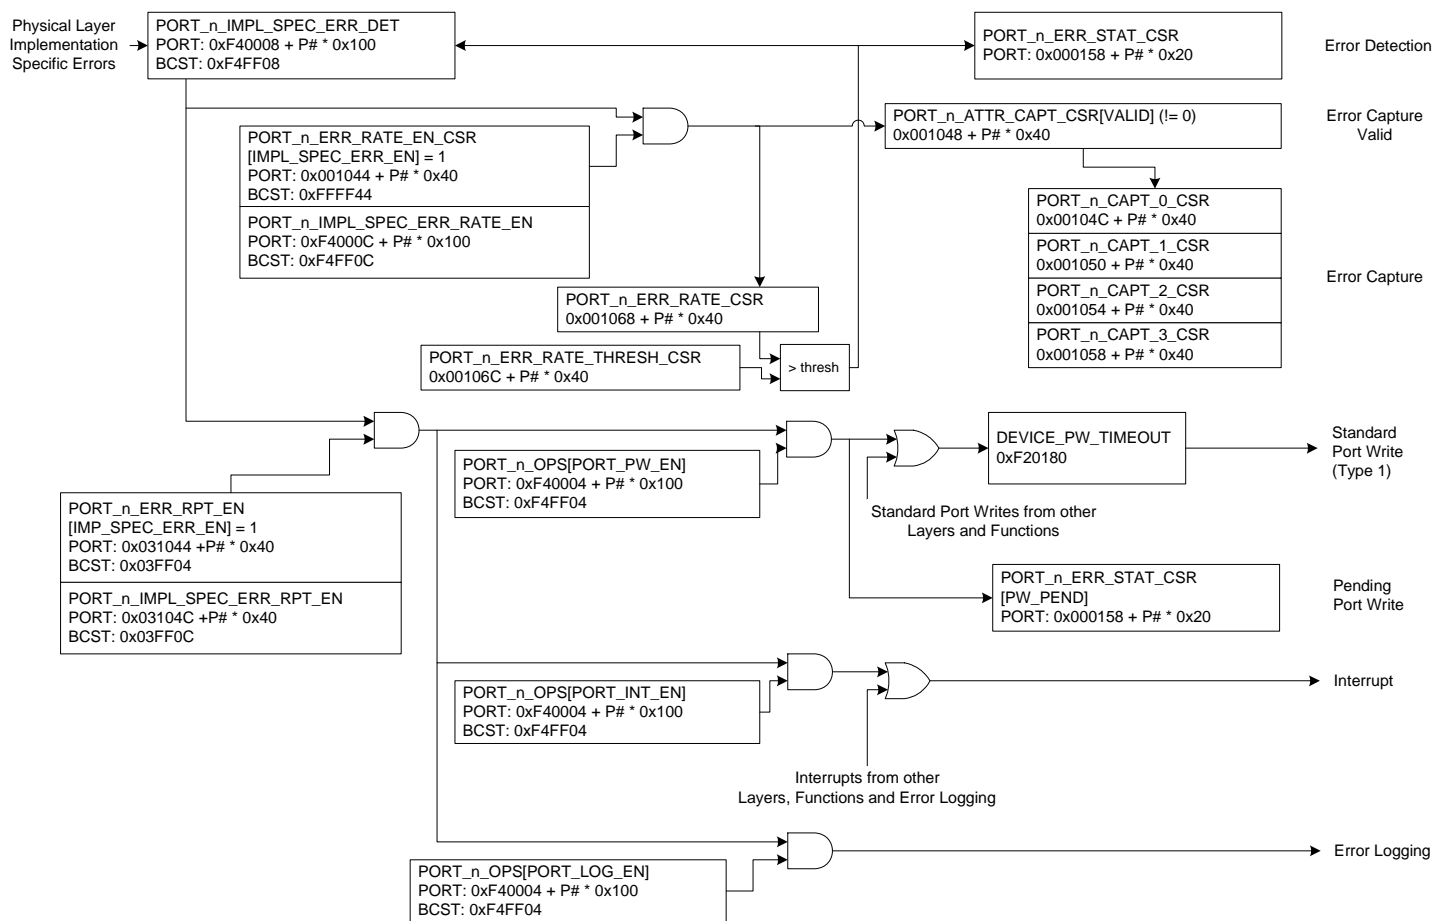 Physical Layer
Implementation
Specific Errors
PORT_n_IMPL_SPEC_ERR_DET
PORT: 0xF40008 + P# * 0x100
BCST: 0xF4FF08
PORT_n_ERR_STAT_CSR
PORT: 0x000158 + P# * 0x20
Error Detection
PORT_n_ATTR_CAPT_CSR[VALID] (!= 0)
0x001048 + P# * 0x40
Error Capture
Valid
PORT_n_ERR_RATE_EN_CSR
[IMPL_SPEC_ERR_EN] = 1
PORT: 0x001044 + P# * 0x40
BCST: 0xFFFF44
PORT_n_IMPL_SPEC_ERR_RATE_EN
PORT: 0xF4000C + P# * 0x100
BCST: 0xF4FF0C
PORT_n_CAPT_0_CSR
0x00104C + P# * 0x40
PORT_n_CAPT_1_CSR
0x001050 + P# * 0x40
PORT_n_CAPT_2_CSR
0x001054 + P# * 0x40
PORT_n_CAPT_3_CSR
0x001058 + P# * 0x40
Error Capture
PORT_n_ERR_RATE_CSR
0x001068 + P# * 0x40
PORT_n_ERR_RATE_THRESH_CSR
0x00106C + P# * 0x40
> thresh
PORT_n_OPS[PORT_PW_EN]
PORT: 0xF40004 + P# * 0x100
BCST: 0xF4FF04
DEVICE_PW_TIMEOUT
0xF20180
Standard
Port Write
(Type 1)
Standard Port Writes from other
Layers and Functions
PORT_n_ERR_RPT_EN
[IMP_SPEC_ERR_EN] = 1
PORT: 0x031044 +P# * 0x40
BCST: 0x03FF04
PORT_n_IMPL_SPEC_ERR_RPT_EN
PORT: 0x03104C +P# * 0x40
BCST: 0x03FF0C
PORT_n_ERR_STAT_CSR
[PW_PEND]
PORT: 0x000158 + P# * 0x20
Pending
Port Write
PORT_n_OPS[PORT_INT_EN]
PORT: 0xF40004 + P# * 0x100
BCST: 0xF4FF04
Interrupt
Interrupts from other
Layers, Functions and Error Logging
PORT_n_OPS[PORT_LOG_EN]
PORT: 0xF40004 + P# * 0x100
BCST: 0xF4FF04
Error Logging